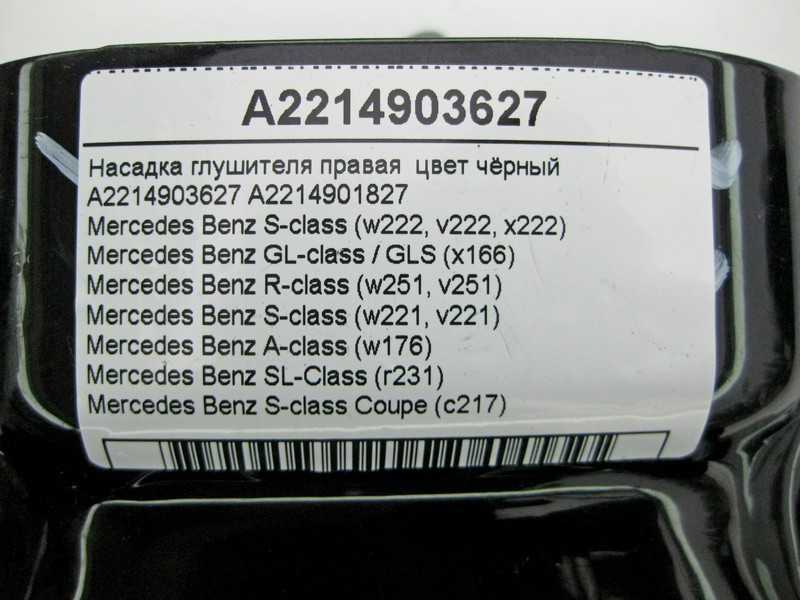 A2214903627
Насадка глушителя правая цвет чёрный
A2214903627 A2214901827
Mercedes Benz S-class (w222, v222, x222)
Mercedes Benz GL-class / GLS (x166)
Mercedes Benz R-class (w251, v251)
Mercedes Benz S-class (w221, v221)
Mercedes Benz A-class (w176)
Mercedes Benz SL-Class (r231)
Mercedes Benz S-class Coupe (c217)